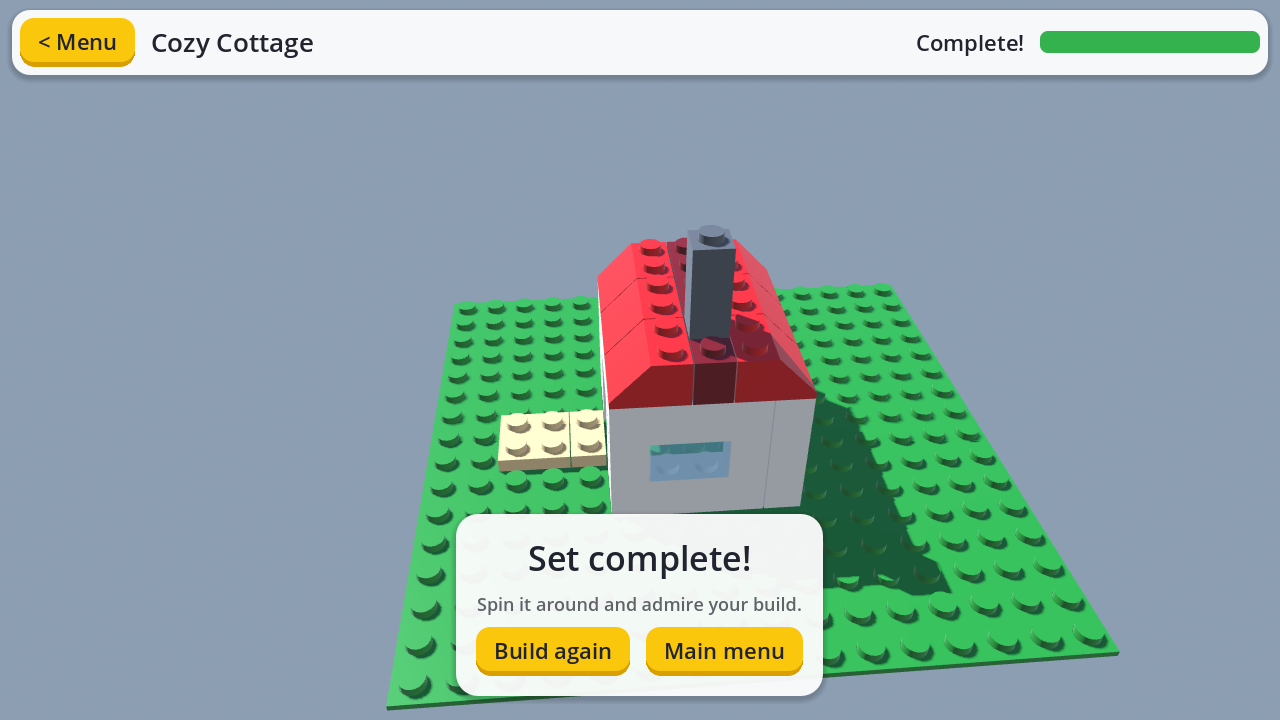 < Menu
Cozy Cottage
Complete!
Set complete!
Spin it around and admire your build.
Build again
Main menu